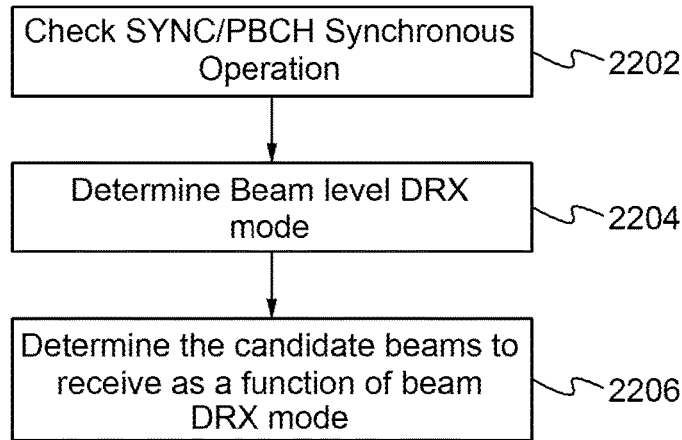 Check SYNC/PBCH Synchronous
Operation
2202
Determine Beam level DRX
mode
2204
Determine the candidate beams to
receive as a function of beam
DRX mode
2206